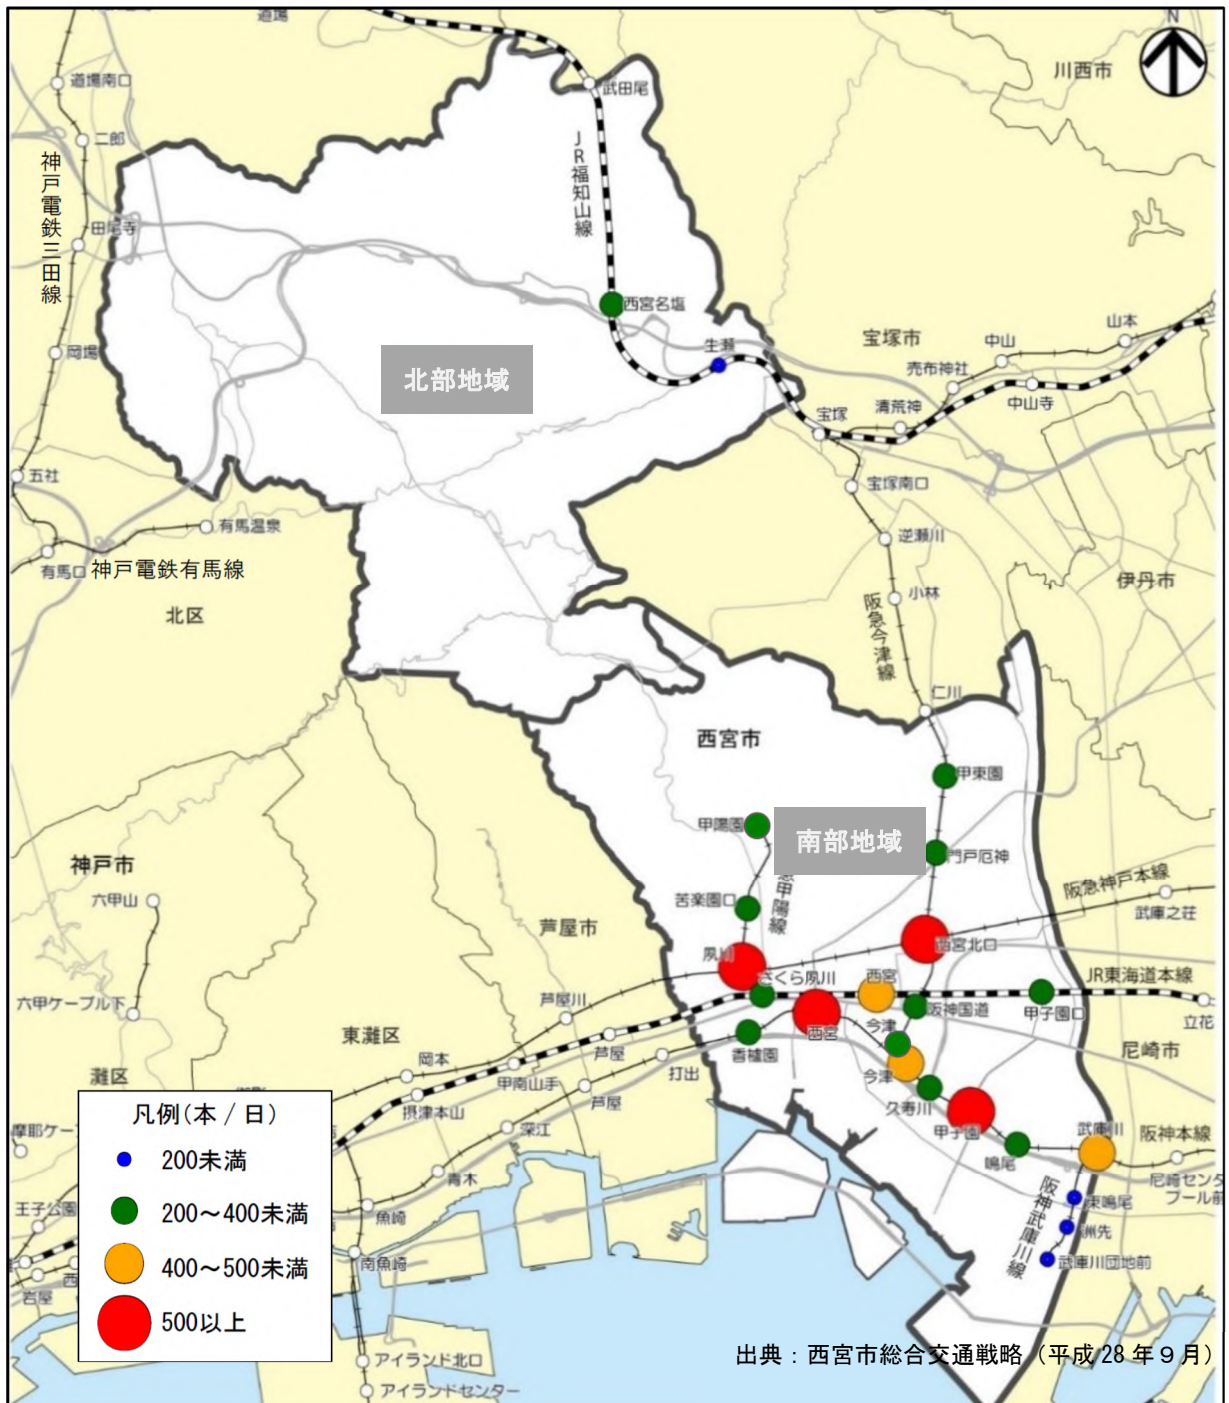 道場
N
川西市
道場南口
武田尾
二郎
JR福知山線
神戸電鉄三田線
田尾寺
西宮名塩
宝塚市
山本
中山
生瀬
岡場
売布神社
北部地域
中山寺
清荒神
宝塚
五社
宝塚南口
有馬温泉
逆瀬川
有馬口
神戸電鉄有馬線
伊丹市
小林
北区
阪急今津線
仁川
西宮市
甲東園
甲陽園
南部地域
門戸厄神
神戸市
急甲陽線
阪急神戸本線
六甲山
苦楽園口
武庫之荘
芦屋市
西宮北口
夙川
さくら夙川
西宮
JR東海道本線
芦屋川
六甲ケーブル下
阪神国道
甲子園口
立花
今津
西宮
東灘区
芦屋
香櫨園
尼崎市
岡本
打出
灘区
甲南山手
今津
芦屋
久寿川
摂津本山
凡例(本/日)
深江
甲子園
武庫川
阪神本線
摩耶ケー
200未満
鳴尾
青木
尼崎センタ
プール前
阪神武庫川線
東鳴尾
王子公園
200～400未満
魚崎
洲先
南魚崎
武庫川団地前
400～500未満
西
岩屋
500以上
アイランド北口
出典：西宮市総合交通戦略（平成28年９月）
アイランドセンター